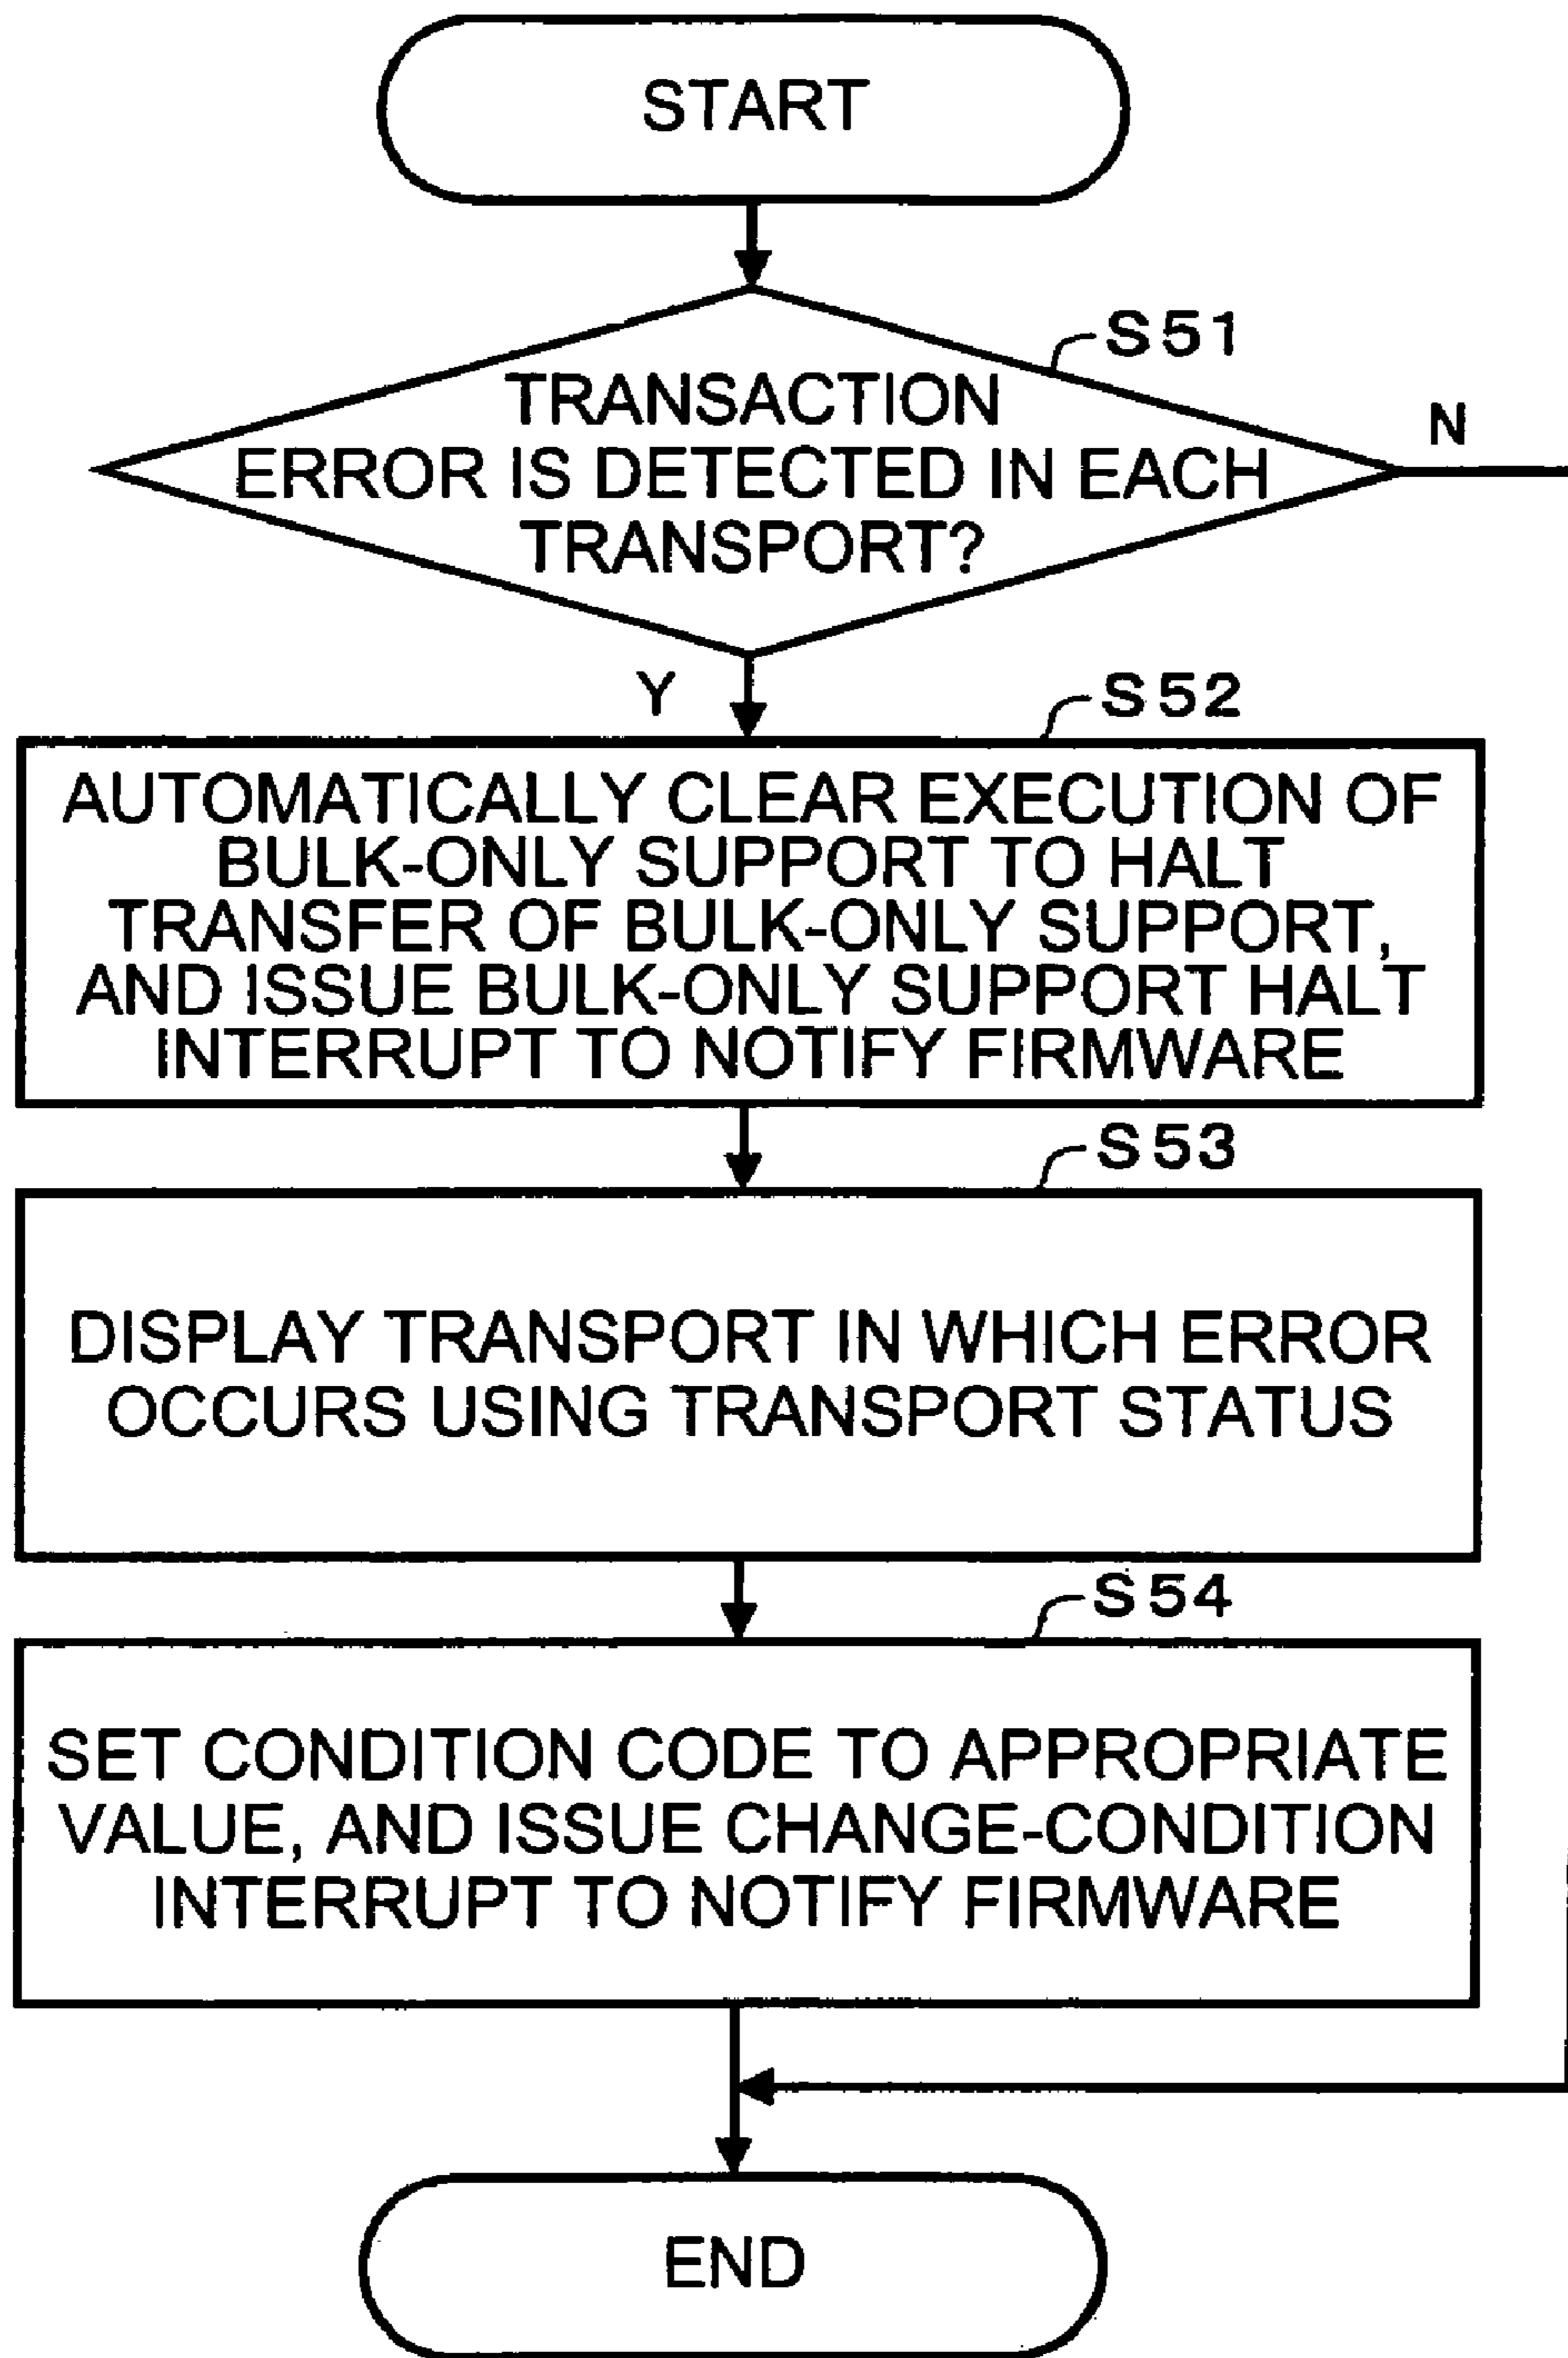 START
S51
TRANSACTION
ERROR IS DETECTED IN EACH
TRANSPORT?
N
Y
S52
AUTOMATICALLY CLEAR EXECUTION OF
BULK-ONLY SUPPORT TO HALT
TRANSFER OF BULK-ONLY SUPPORT,
AND ISSUE BULK-ONLY SUPPORT HALT
INTERRUPT TO NOTIFY FIRMWARE
S53
DISPLAY TRANSPORT IN WHICH ERROR
OCCURS USING TRANSPORT STATUS
S54
SET CONDITION CODE TO APPROPRIATE
VALUE, AND ISSUE CHANGE-CONDITION
INTERRUPT TO NOTIFY FIRMWARE
END